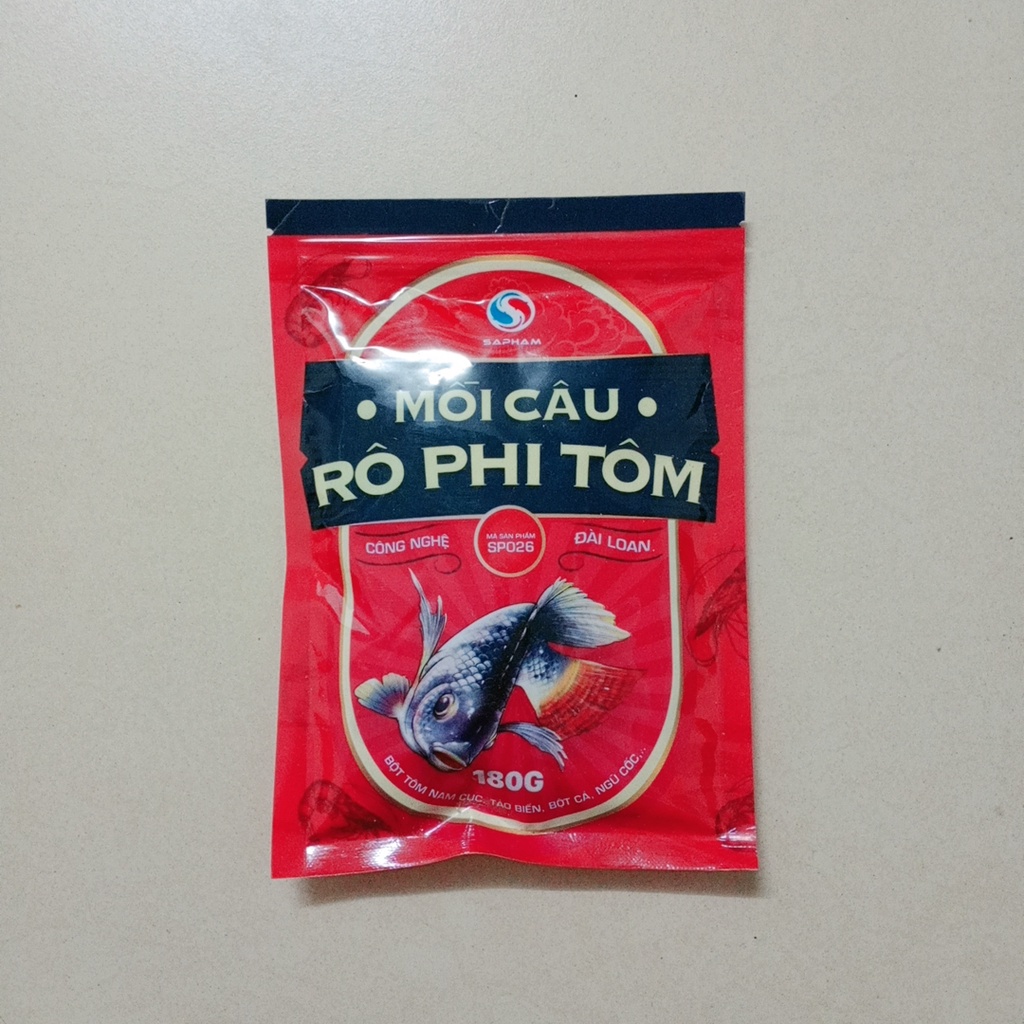 SAPHAM
• MỒI CÂU •
RÔ PHI TÔM
CÔNG NGHỆ
MÃ SẢN PHẨM
SP026
ĐÀI LOAN
180G
BỘT TÔM NAM CỰC, TẢO BIỂN, BỘT CÁ, NGŨ CỐC...